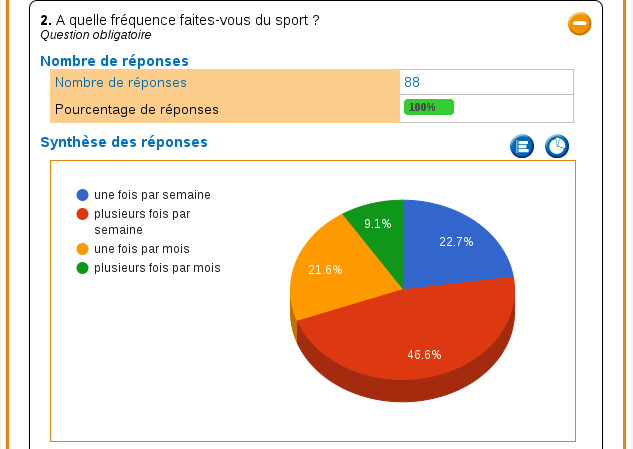 2. A quelle fréquence faites-vous du sport ?
Question obligatoire
Nombre de réponses
Nombre de réponses 88
Pourcentage de réponses 100%
Synthèse des réponses
une fois par semaine
plusieurs fois par
semaine
une fois par mois
plusieurs fois par mois
9.1%
22.7%
21.6%
46.6%